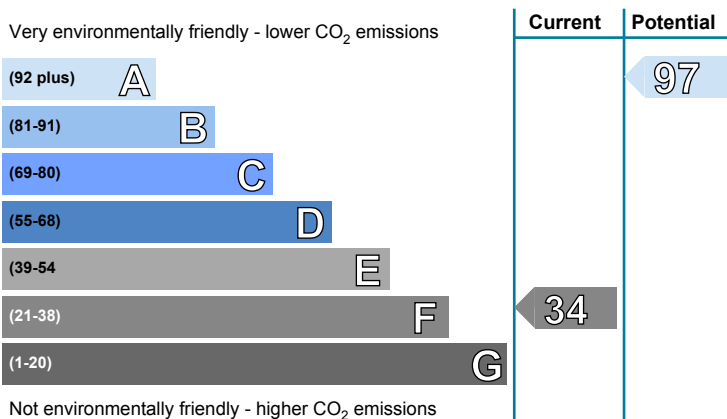 Very environmentally friendly - lower CO2 emissions
Current
Potential
(92 plus) A
97
(81-91) B
(69-80) C
(55-68) D
(39-54 E
(21-38) F
34
(1-20) G
Not environmentally friendly - higher CO2 emissions